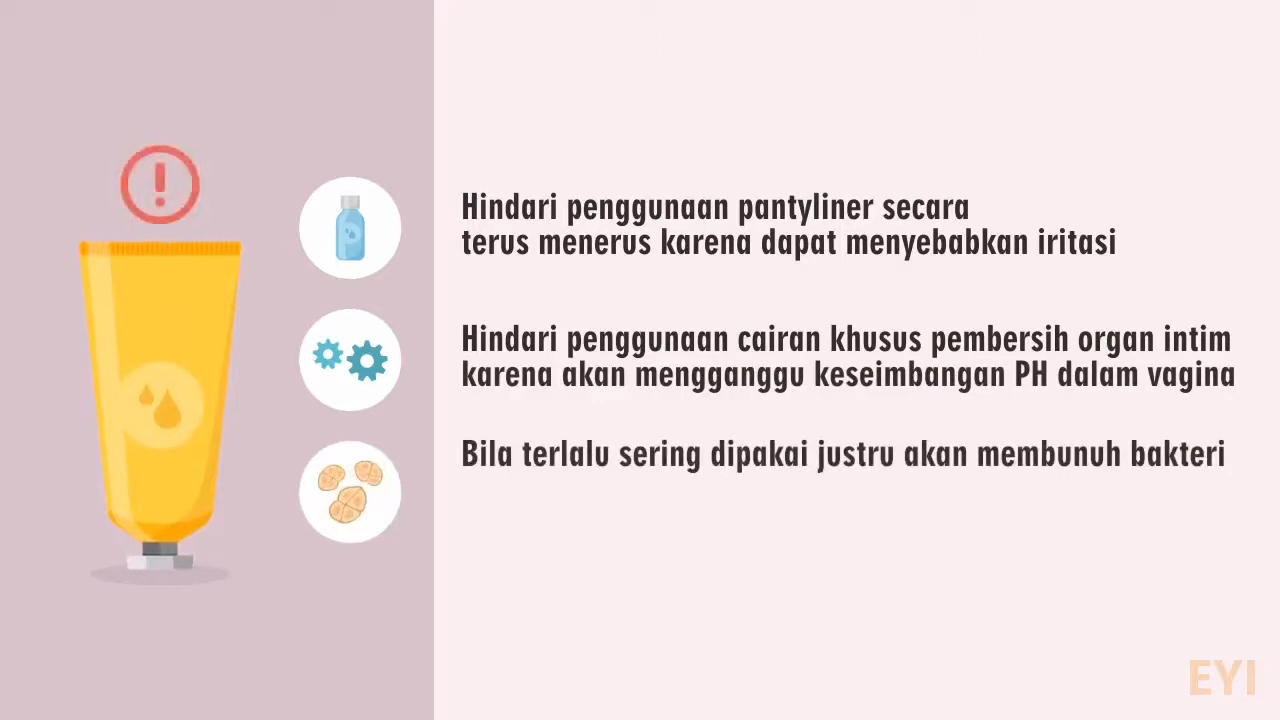 Hindari penggunaan pantyliner secara
terus menerus karena dapat menyebabkan iritasi
Hindari penggunaan cairan khusus pembersih organ intim
karena akan mengganggu keseimbangan PH dalam vagina
Bila terlalu sering dipakai justru akan membunuh bakteri
EYI